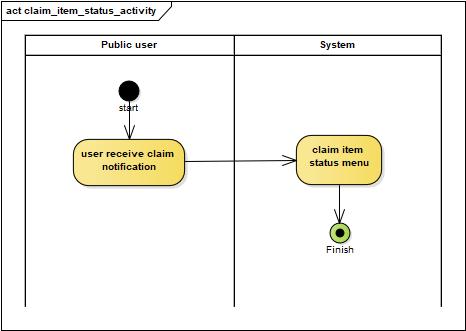 act claim_item_status_activity
Public user
System
start
user receive claim
notification
claim item
status menu
Finish